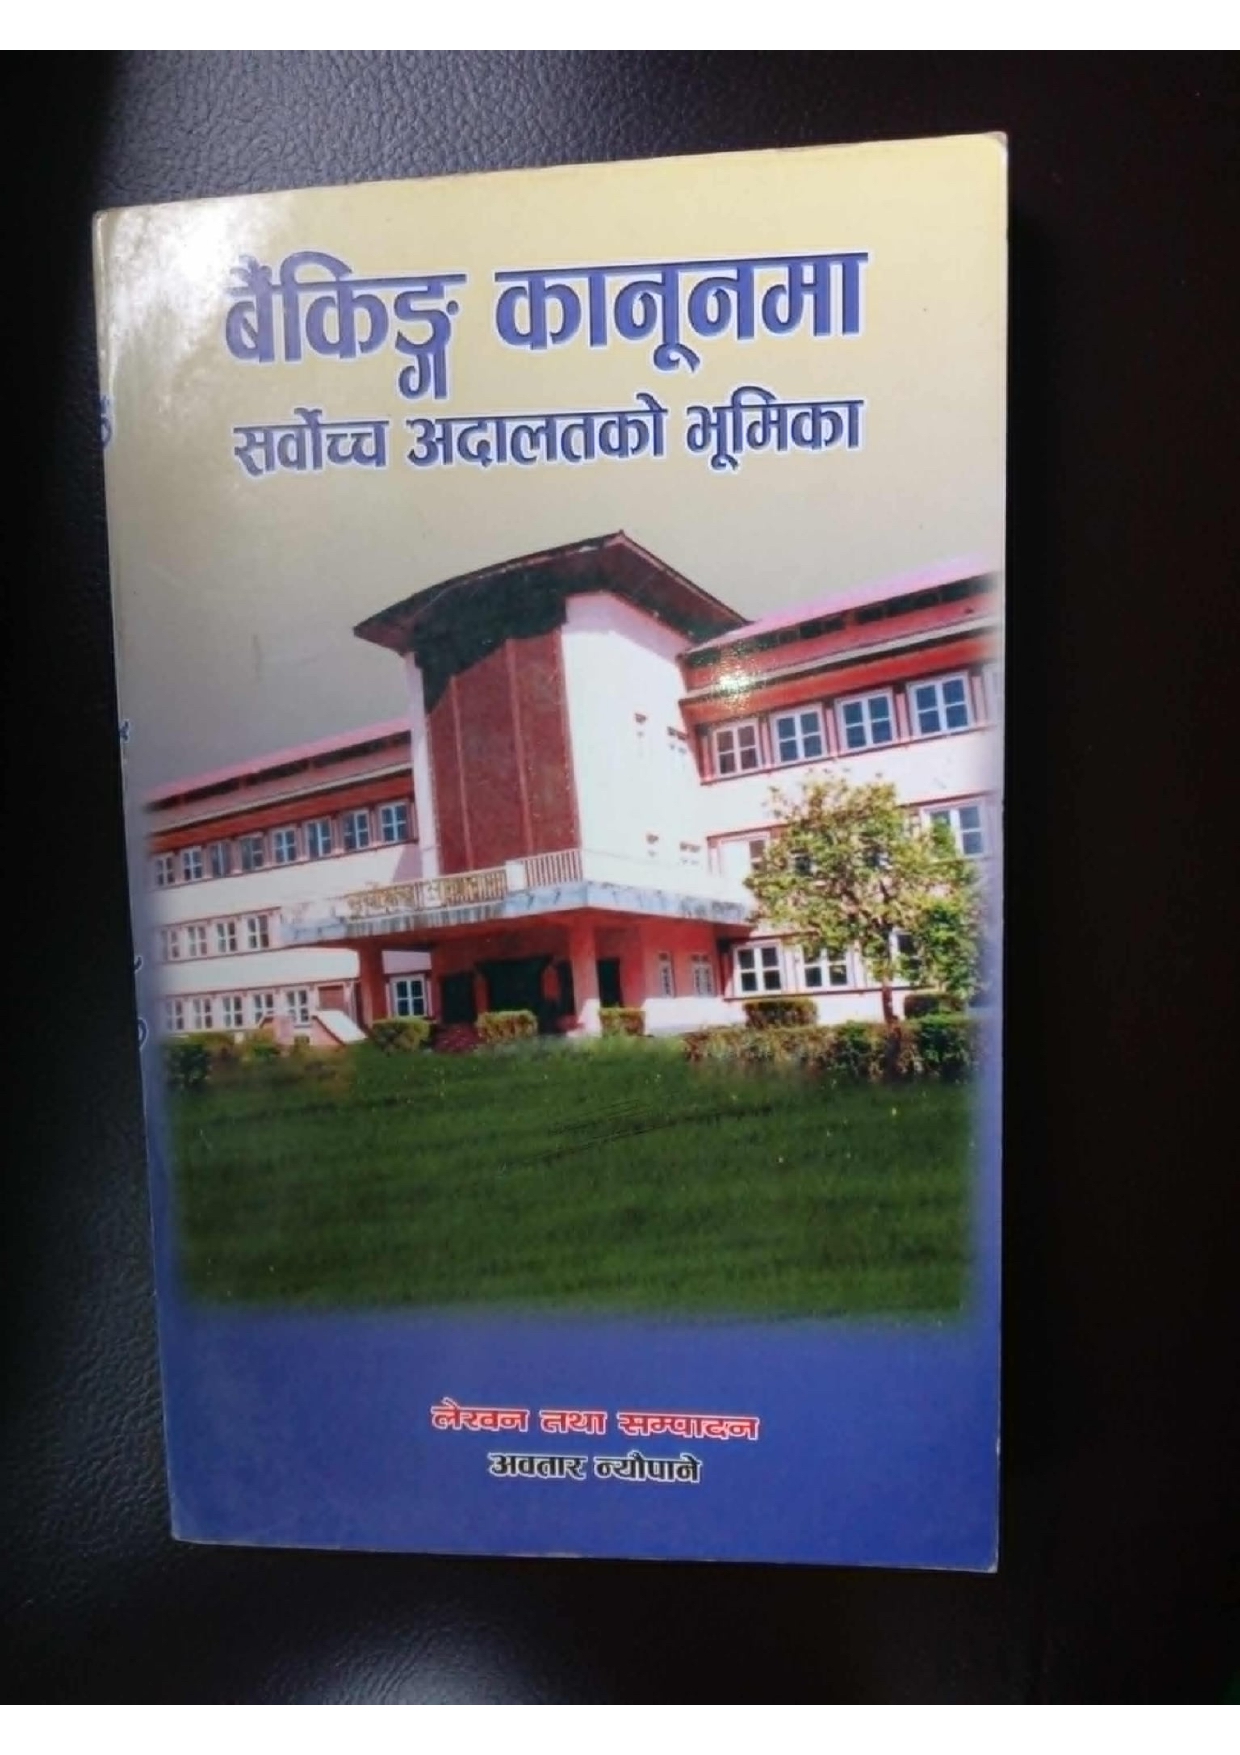 बैंकिङ्ग कानूनमा
सर्वोच्च अदालतको भूमिका
लेखन तथा सम्पादन
अवतार न्यौपाने